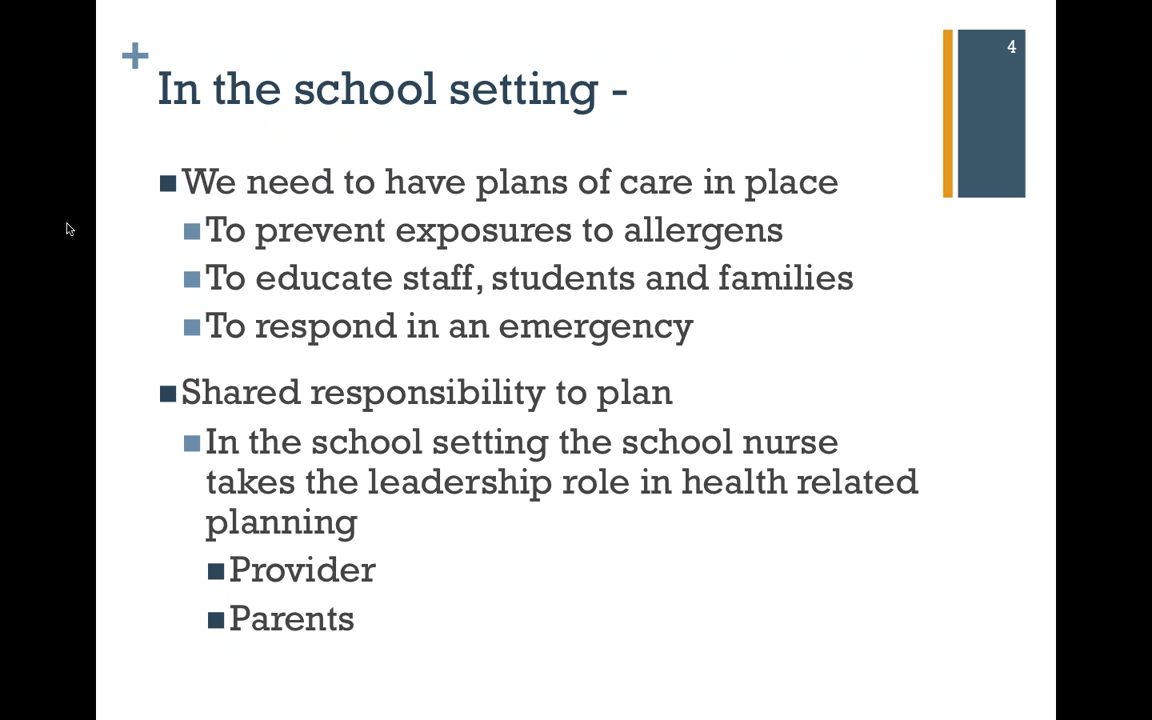 4
+
In the school setting -
We need to have plans of care in place
To prevent exposures to allergens
To educate staff, students and families
To respond in an emergency
Shared responsibility to plan
In the school setting the school nurse
takes the leadership role in health related
planning
Provider
Parents